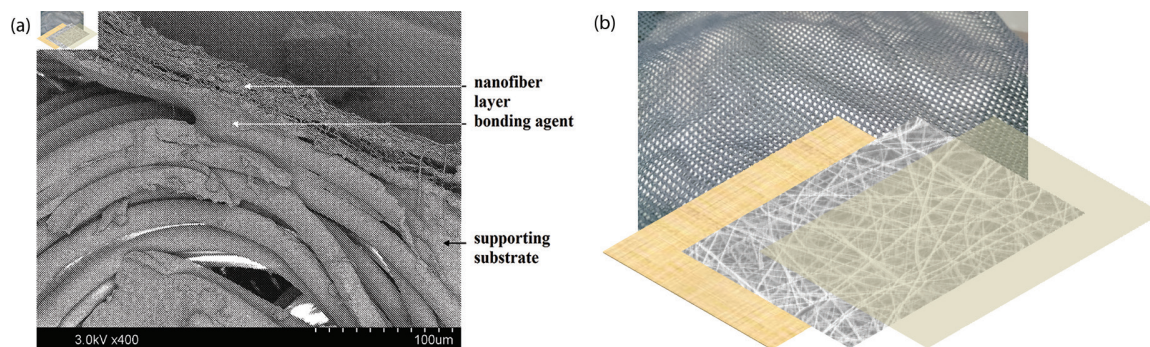 (a)
nanofiber
layer
bonding agent
supporting
substrate
3.0kV x400
100um
(b)